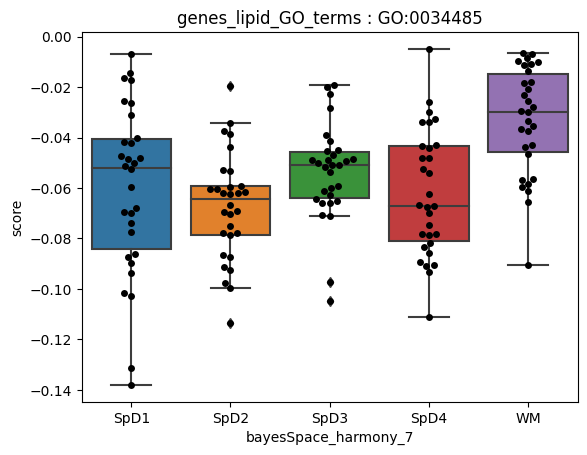 genes_lipid_GO_terms : GO:0034485
0.00
−0.02
−0.04
−0.06
−0.08
−0.10
−0.12
−0.14
score
SpD1 SpD2 SpD3 SpD4 WM
bayesSpace_harmony_7